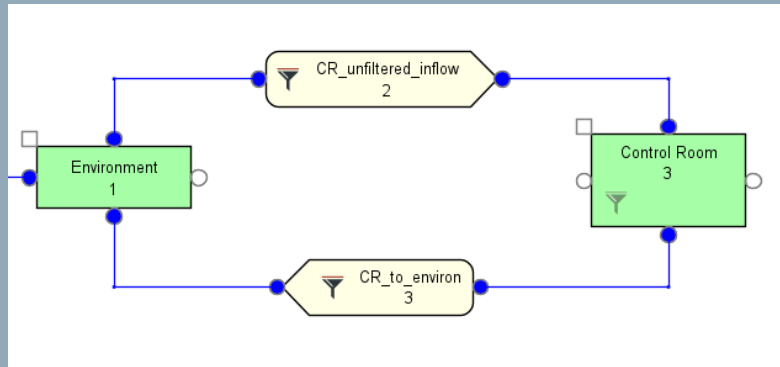 CR_unfiltered_inflow
2
Environment
1
Control Room
3
CR_to_environ
3